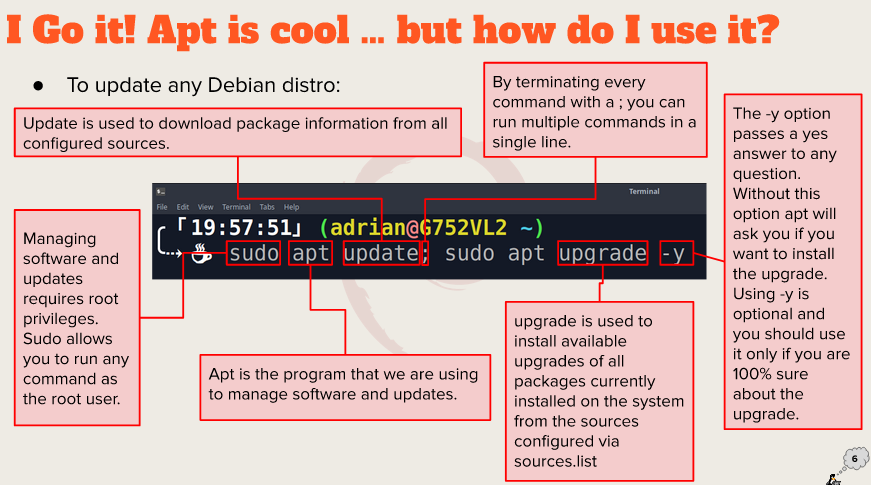 I Go it! Apt is cool ... but how do I use it?
● To update any Debian distro:
Update is used to download package information from all
configured sources.
By terminating every
command with a ; you can
run multiple commands in a
single line.
The -y option
passes a yes
answer to any
question.
Without this
option apt will
ask you if you
want to install
the upgrade.
Using -y is
optional and
you should use
it only if you are
100% sure
about the
upgrade.
Terminal
File Edit View Terminal Tabs Help
「19:57:51」 (adrian@G752VL2 ~)
sudo apt update; sudo apt upgrade -y
Managing
software and
updates
requires root
privileges.
Sudo allows
you to run any
command as
the root user.
Apt is the program that we are using
to manage software and updates.
upgrade is used to
install available
upgrades of all
packages currently
installed on the system
from the sources
configured via
sources.list
6